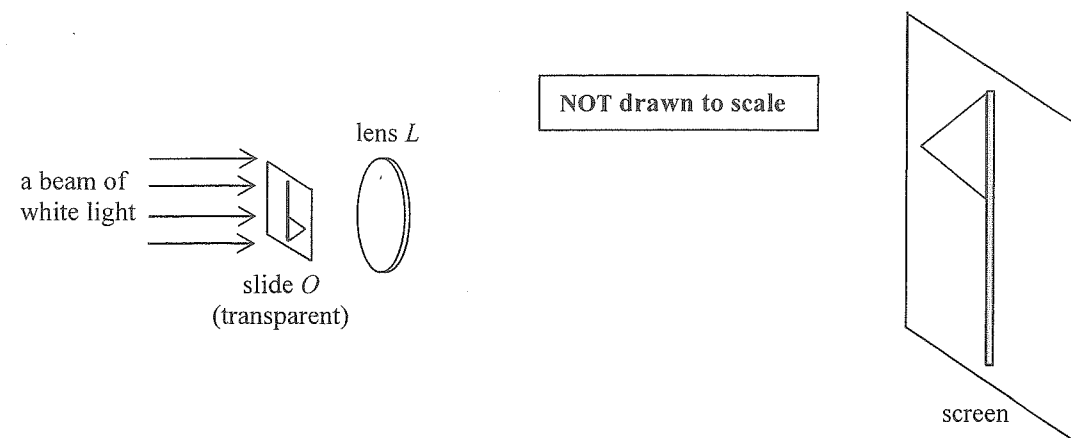 NOT drawn to scale
lens L
a beam of
white light
slide O
(transparent)
screen